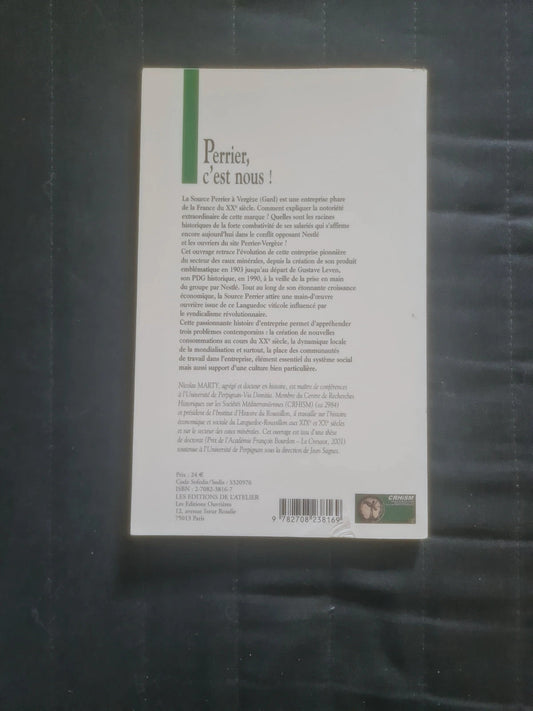 Perrier,
c'est nous !
La Source Perrier à Vergèze (Gard) est une entreprise phare
de la France du XXe siècle. Comment expliquer la notoriété
extraordinaire de cette marque ? Quelles sont les racines
historiques de la forte combativité de ses salariés qui s'affirme
encore aujourd'hui dans le conflit opposant Nestlé
et les ouvriers du site Perrier-Vergèze ?
Cet ouvrage retrace l'évolution de cette entreprise pionnière
du secteur des eaux minérales, depuis la création de son produit
emblématique en 1903 jusqu'au départ de Gustave Leven,
son PDG historique, en 1990, à la veille de la prise en main
du groupe par Nestlé. Tout au long de son étonnante croissance
économique, la Source Perrier attire une main-d'œuvre
ouvrière issue de ce Languedoc viticole influencé par
le syndicalisme révolutionnaire.
Cette passionnante histoire d'entreprise permet d'appréhender
trois problèmes contemporains : la création de nouvelles
consommations au cours du XXe siècle, la dynamique locale
de la mondialisation et surtout, la place des communautés
de travail dans l'entreprise, élément essentiel du système social
mais aussi support d'une culture bien particulière.
Nicolas MARTY, agrégé et docteur en histoire, est maître de conférences
à l'Université de Perpignan-Via Domitia. Membre du Centre de Recherches
Historiques sur les Sociétés Méditerranéennes (CRHiSM) (ea 2984)
et président de l'Institut d'Histoire du Roussillon, il travaille sur l'histoire
économique et sociale du Languedoc-Roussillon aux XIXe et XXe siècles
et sur le secteur des eaux minérales. Cet ouvrage est issu d'une thèse
de doctorat (Prix de l'Académie François Bourdon – Le Creusot, 2001)
soutenue à l'Université de Perpignan sous la direction de Jean Sagnes.
Prix : 24 €
Code Sofedis/Sodis : 3320976
ISBN : 2-7082-3816-7
LES EDITIONS DE L'ATELIER
Les Editions Ouvrières
12, avenue Sœur Rosalie
75013 Paris
9 782708 238169
CRHiSM